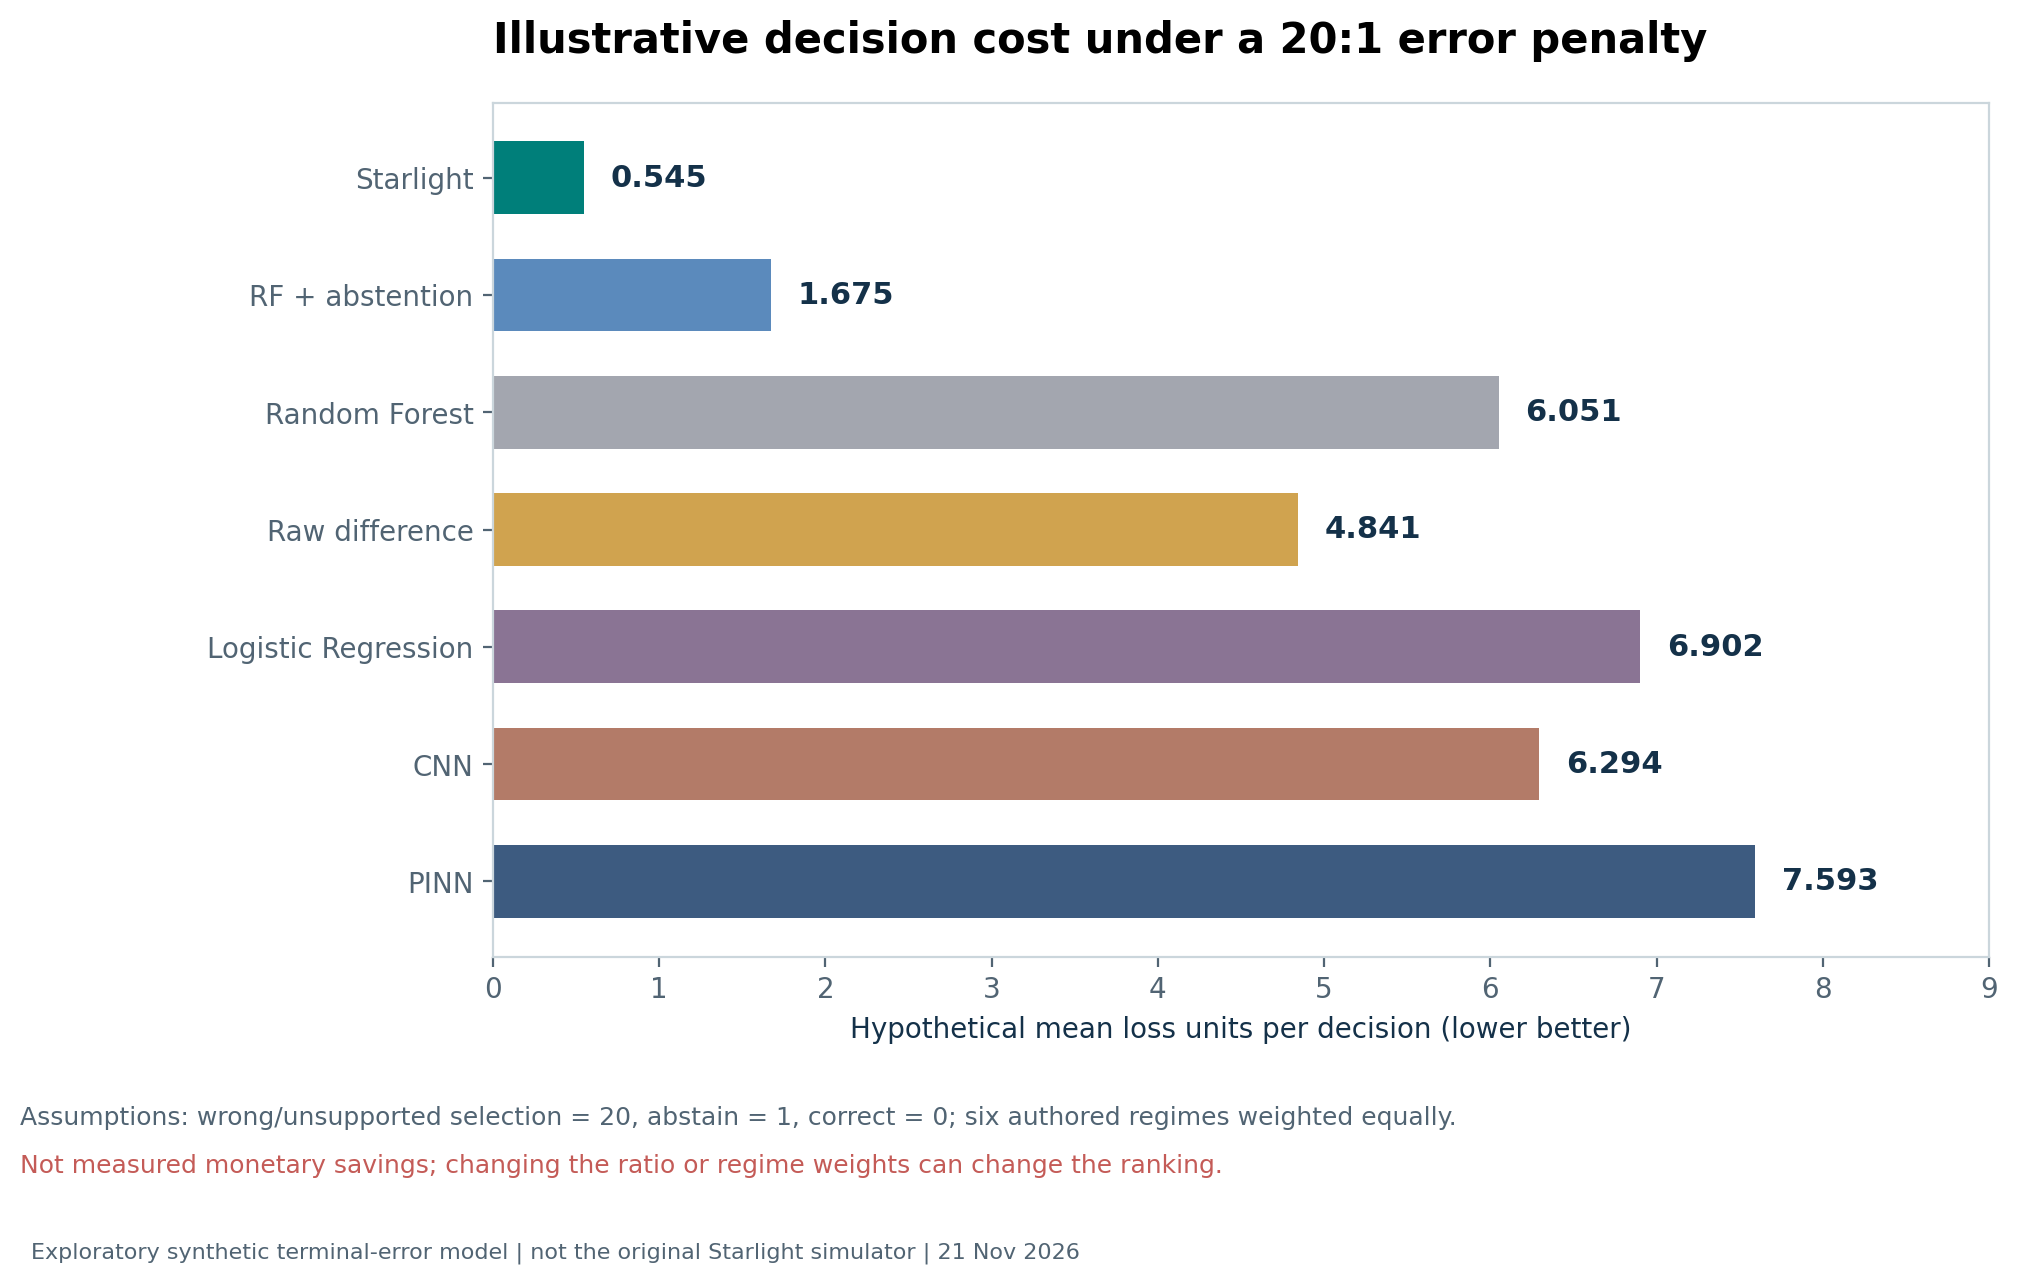 Illustrative decision cost under a 20:1 error penalty
Starlight
0.545
RF + abstention
1.675
Random Forest
6.051
Raw difference
4.841
Logistic Regression
6.902
CNN
6.294
PINN
7.593
0 1 2 3 4 5 6 7 8 9
Hypothetical mean loss units per decision (lower better)
Assumptions: wrong/unsupported selection = 20, abstain = 1, correct = 0; six authored regimes weighted equally.
Not measured monetary savings; changing the ratio or regime weights can change the ranking.
Exploratory synthetic terminal-error model | not the original Starlight simulator | 21 Nov 2026